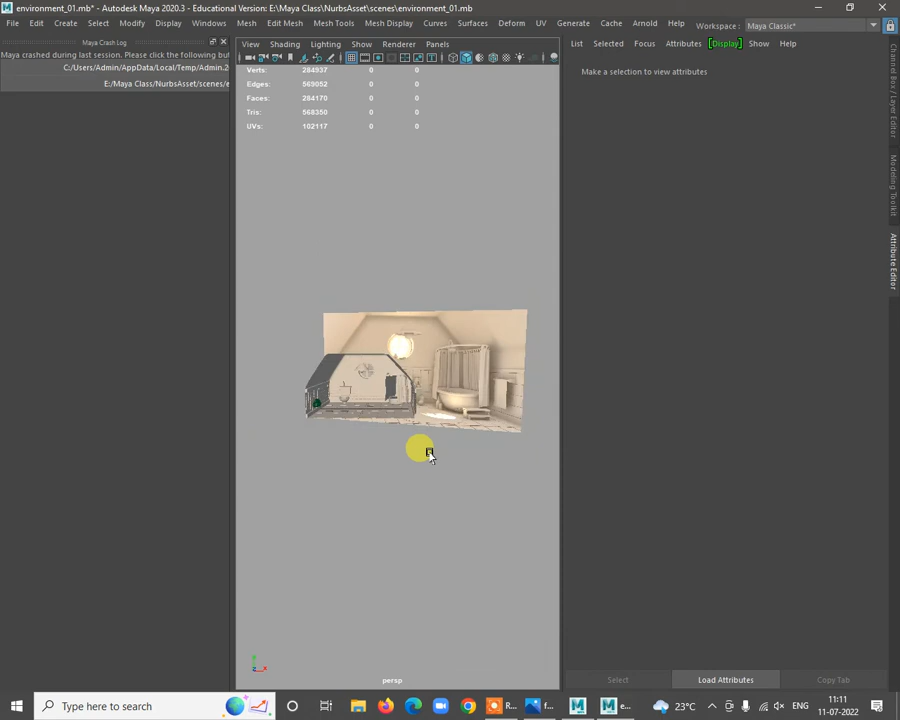 environment_01.mb* - Autodesk Maya 2020.3 - Educational Version: E:\Maya Class\NurbsAsset\scenes\environment_01.mb
File Edit Create Select Modify Display Windows Mesh Edit Mesh Mesh Tools Mesh Display Curves Surfaces Deform UV Generate Cache Arnold Help Workspace: Maya Classic*
Maya Crash Log
Maya crashed during last session. Please click the following but
C:/Users/Admin/AppData/Local/Temp/Admin.20
E:/Maya Class/NurbsAsset/scenes/e
View Shading Lighting Show Renderer Panels
Verts: 284937 0 0
Edges: 569052 0 0
Faces: 284170 0 0
Tris: 568350 0 0
UVs: 102117 0 0
persp
List Selected Focus Attributes [Display] Show Help
Make a selection to view attributes
Channel Box / Layer Editor
Modeling Toolkit
Attribute Editor
Select Load Attributes Copy Tab
Type here to search
R...
f...
e...
23°C
ENG
11:11
11-07-2022